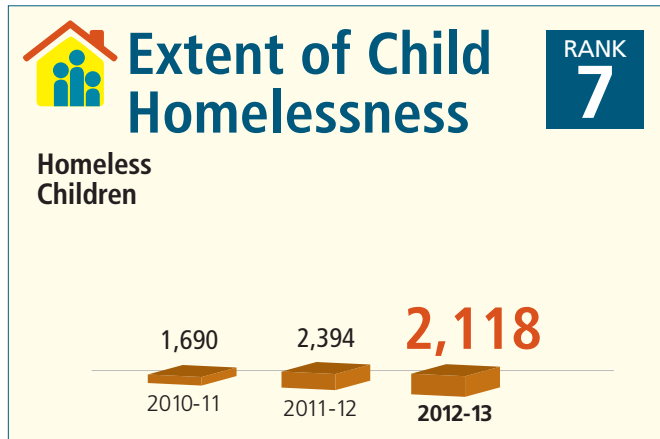 Extent of Child
Homelessness
RANK
7
Homeless
Children
1,690
2,394
2,118
2010-11
2011-12
2012-13